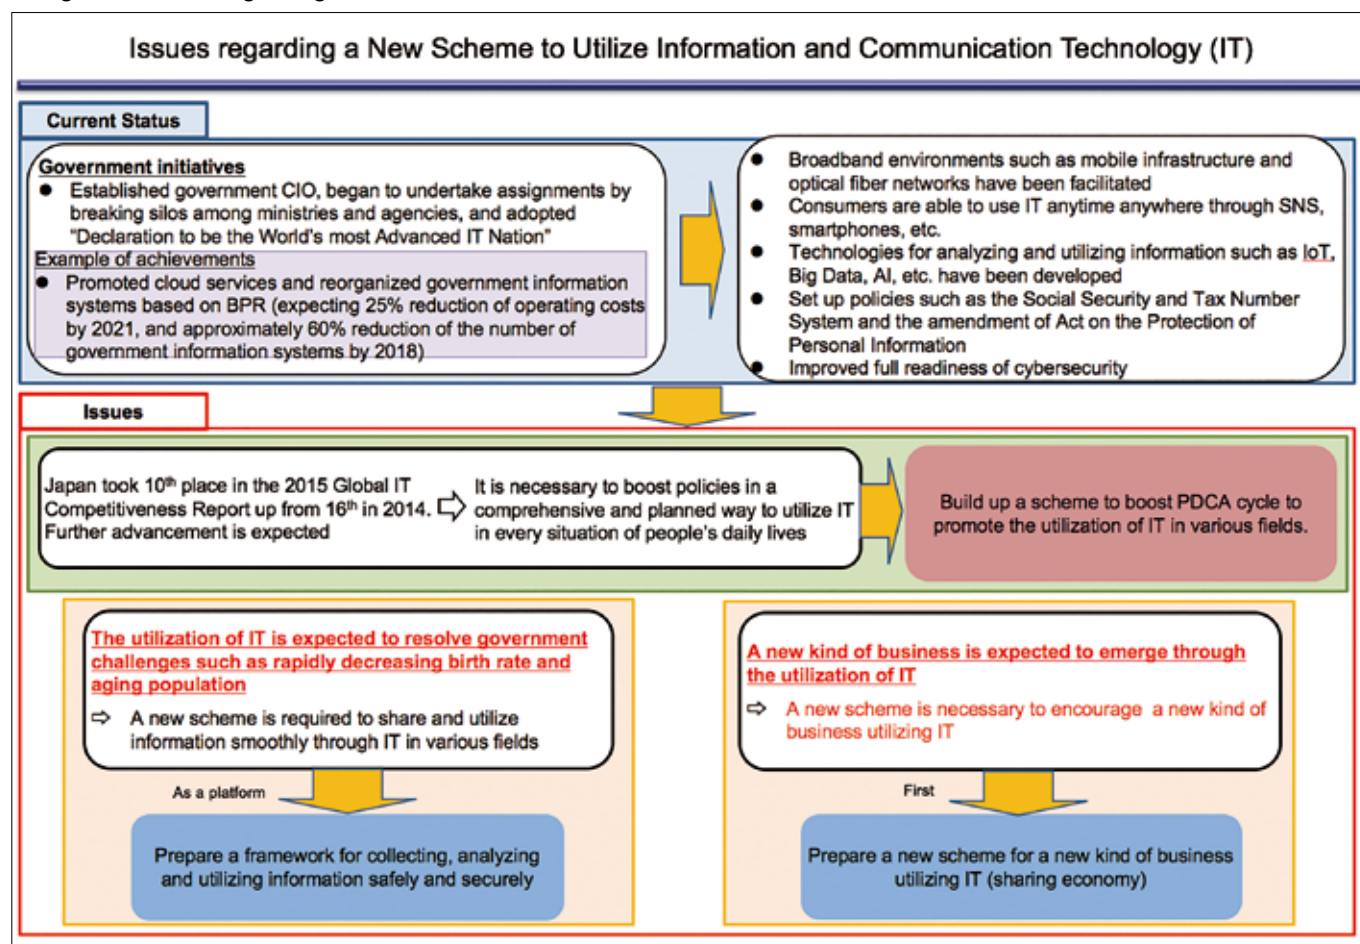 Issues regarding a New Scheme to Utilize Information and Communication Technology (IT)
Current Status
Government initiatives
● Established government CIO, began to undertake assignments by
breaking silos among ministries and agencies, and adopted
"Declaration to be the World's most Advanced IT Nation"
Example of achievements
● Promoted cloud services and reorganized government information
systems based on BPR (expecting 25% reduction of operating costs
by 2021, and approximately 60% reduction of the number of
government information systems by 2018)
● Broadband environments such as mobile infrastructure and
optical fiber networks have been facilitated
● Consumers are able to use IT anytime anywhere through SNS,
smartphones, etc.
● Technologies for analyzing and utilizing information such as IoT,
Big Data, AI, etc. have been developed
● Set up policies such as the Social Security and Tax Number
System and the amendment of Act on the Protection of
Personal Information
● Improved full readiness of cybersecurity
Issues
Japan took 10th place in the 2015 Global IT
Competitiveness Report up from 16th in 2014.
Further advancement is expected
It is necessary to boost policies in a
comprehensive and planned way to utilize IT
in every situation of people's daily lives
Build up a scheme to boost PDCA cycle to
promote the utilization of IT in various fields.
The utilization of IT is expected to resolve government
challenges such as rapidly decreasing birth rate and
aging population
⇨ A new scheme is required to share and utilize
information smoothly through IT in various fields
As a platform
Prepare a framework for collecting, analyzing
and utilizing information safely and securely
A new kind of business is expected to emerge through
the utilization of IT
⇨ A new scheme is necessary to encourage a new kind of
business utilizing IT
First
Prepare a new scheme for a new kind of business
utilizing IT (sharing economy)